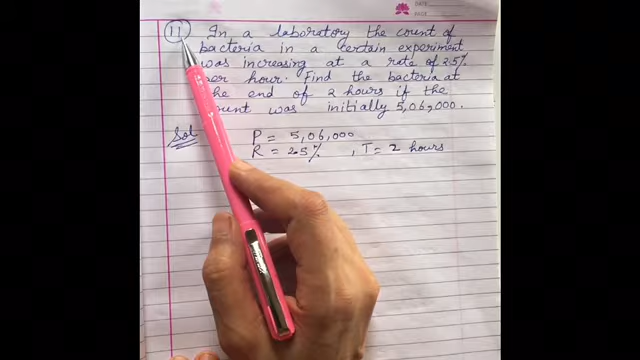 11 In a laboratory the count of
bacteria in a certain experiment
was increasing at a rate of 2.5%
per hour. Find the bacteria at
the end of 2 hours if the
count was initially 5,06,000.
Sol P = 5,06,000
R = 2.5% , T = 2 hours